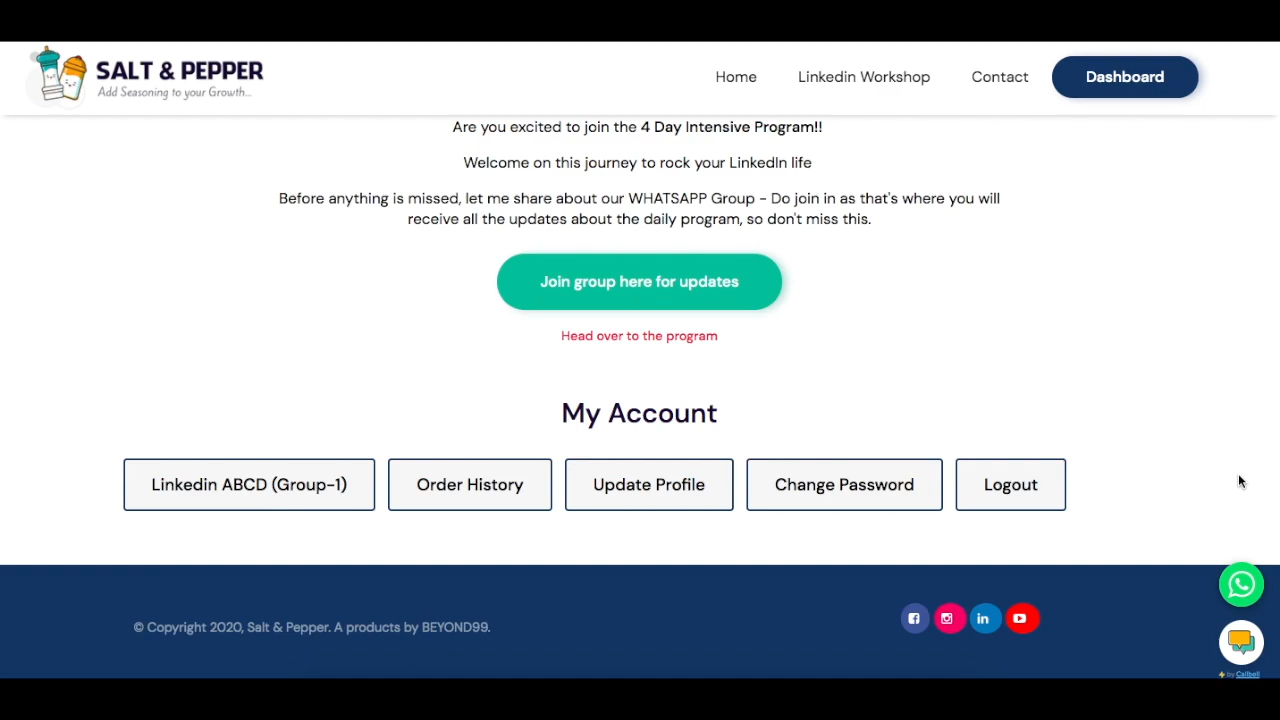 SALT & PEPPER
Add Seasoning to your Growth...
Home
Linkedin Workshop
Contact
Dashboard
Are you excited to join the 4 Day Intensive Program!!
Welcome on this journey to rock your LinkedIn life
Before anything is missed, let me share about our WHATSAPP Group - Do join in as that's where you will
receive all the updates about the daily program, so don't miss this.
Join group here for updates
Head over to the program
My Account
Linkedin ABCD (Group-1)
Order History
Update Profile
Change Password
Logout
© Copyright 2020, Salt & Pepper. A products by BEYOND99.
by Callbell